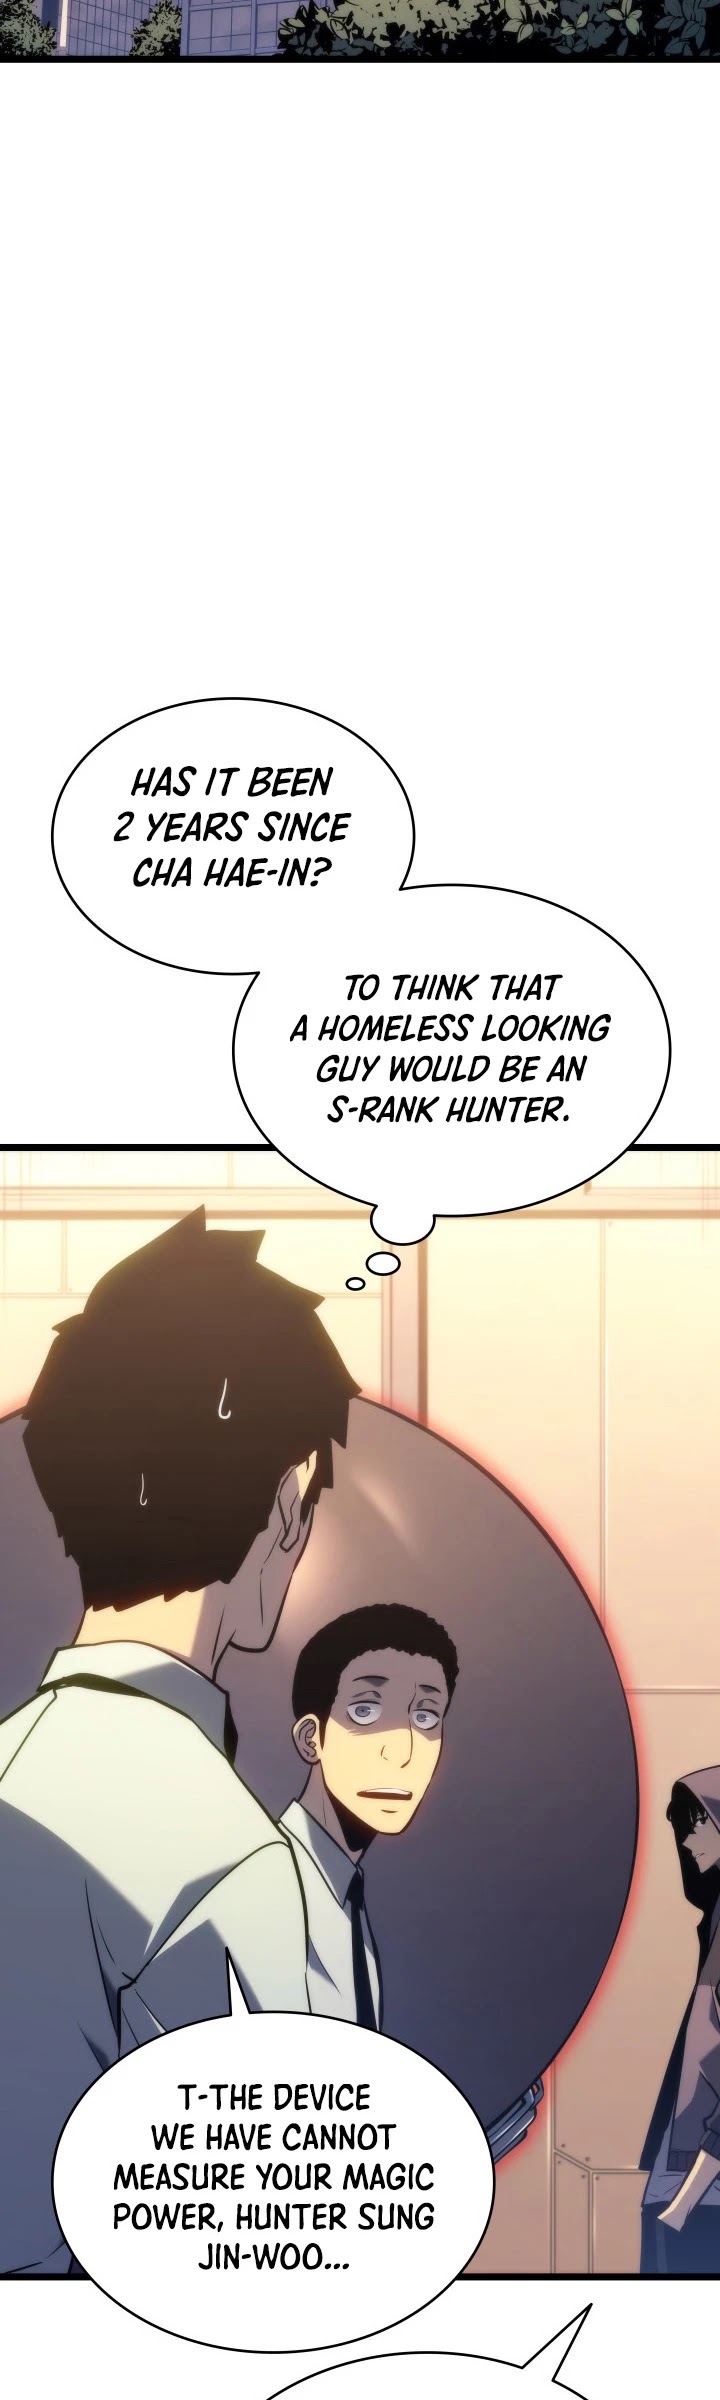 HAS IT BEEN
2 YEARS SINCE
CHA HAE-IN?
TO THINK THAT
A HOMELESS LOOKING
GUY WOULD BE AN
S-RANK HUNTER.
T-THE DEVICE
WE HAVE CANNOT
MEASURE YOUR MAGIC
POWER, HUNTER SUNG
JIN-WOO...